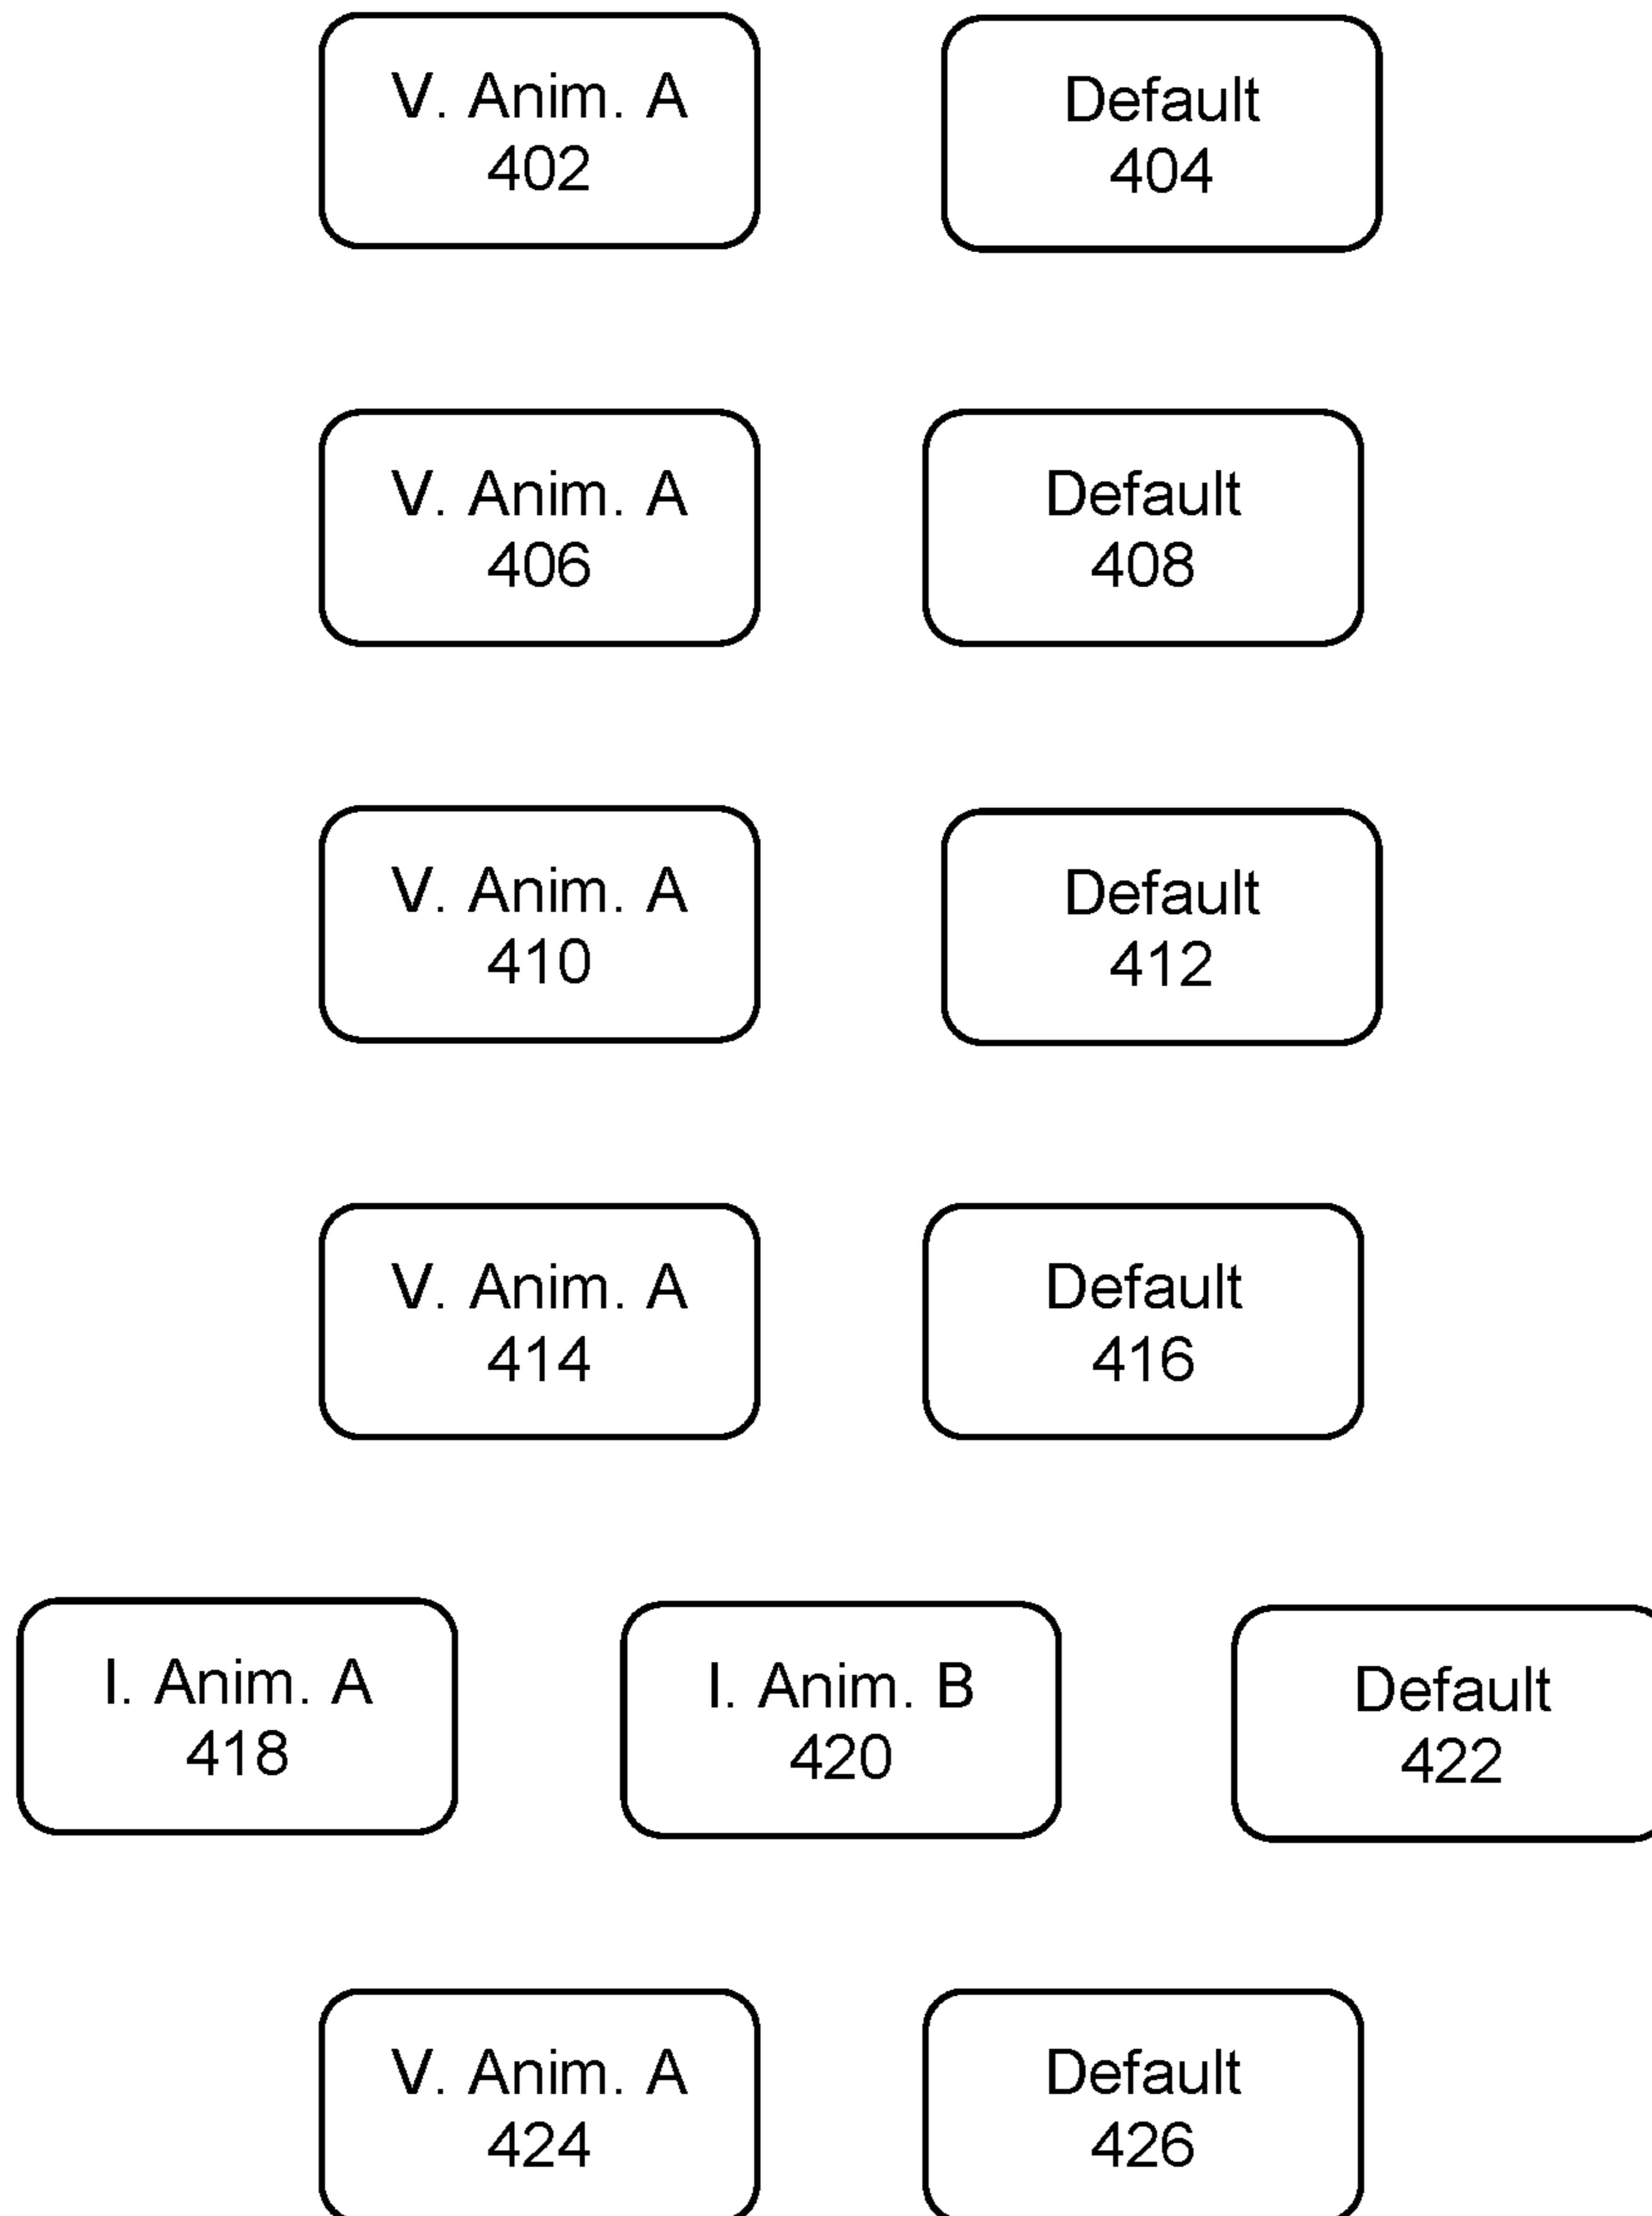 V. Anim. A
402
Default
404
V. Anim. A
406
Default
408
V. Anim. A
410
Default
412
V. Anim. A
414
Default
416
I. Anim. A
418
I. Anim. B
420
Default
422
V. Anim. A
424
Default
426